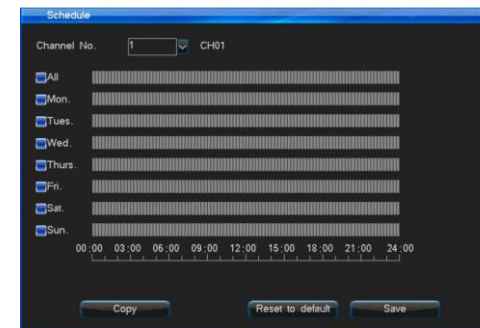 Schedule
Channel No. 1 CH01
All
Mon.
Tues.
Wed.
Thurs.
Fri.
Sat.
Sun.
00:00 03:00 06:00 09:00 12:00 15:00 18:00 21:00 24:00
Copy Reset to default Save